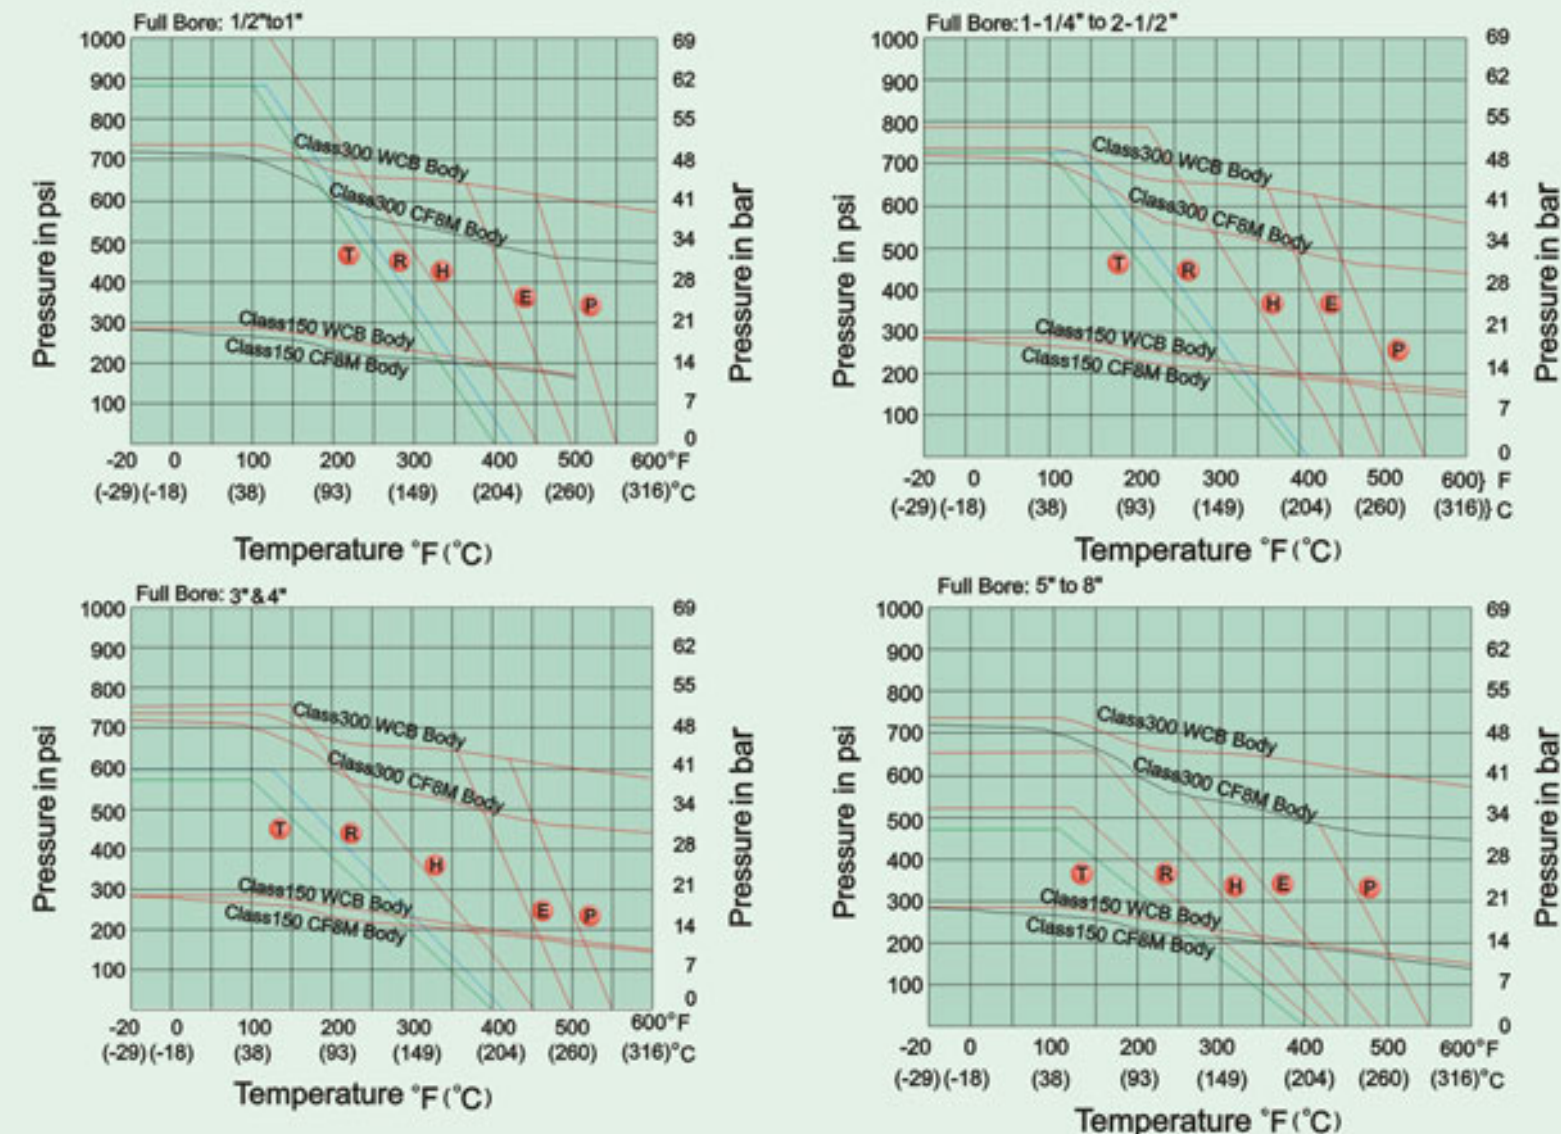 Full Bore: 1/2"to1"
1000
900
800
700
600
500
400
300
200
100
Pressure in psi
69
62
55
48
41
34
28
21
14
7
0
Pressure in bar
Class300 WCB Body
Class300 CF8M Body
T R H E P
Class150 WCB Body
Class150 CF8M Body
-20 0 100 200 300 400 500 600°F
(-29) (-18) (38) (93) (149) (204) (260) (316)°C
Temperature °F(°C)
Full Bore:1-1/4" to 2-1/2"
1000
900
800
700
600
500
400
300
200
100
Pressure in psi
69
62
55
48
41
34
28
21
14
7
0
Pressure in bar
Class300 WCB Body
Class300 CF8M Body
T R H E P
Class150 WCB Body
Class150 CF8M Body
-20 0 100 200 300 400 500 600} F
(-29) (-18) (38) (93) (149) (204) (260) (316)} C
Temperature °F(°C)
Full Bore: 3"&4"
1000
900
800
700
600
500
400
300
200
100
Pressure in psi
69
62
55
48
41
34
28
21
14
7
0
Pressure in bar
Class300 WCB Body
Class300 CF8M Body
T R H E P
Class150 WCB Body
Class150 CF8M Body
-20 0 100 200 300 400 500 600°F
(-29) (-18) (38) (93) (149) (204) (260) (316)°C
Temperature °F(°C)
Full Bore: 5" to 8"
1000
900
800
700
600
500
400
300
200
100
Pressure in psi
69
62
55
48
41
34
28
21
14
7
0
Pressure in bar
Class300 WCB Body
Class300 CF8M Body
T R H E P
Class150 WCB Body
Class150 CF8M Body
-20 0 100 200 300 400 500 600°F
(-29) (-18) (38) (93) (149) (204) (260) (316)°C
Temperature °F(°C)